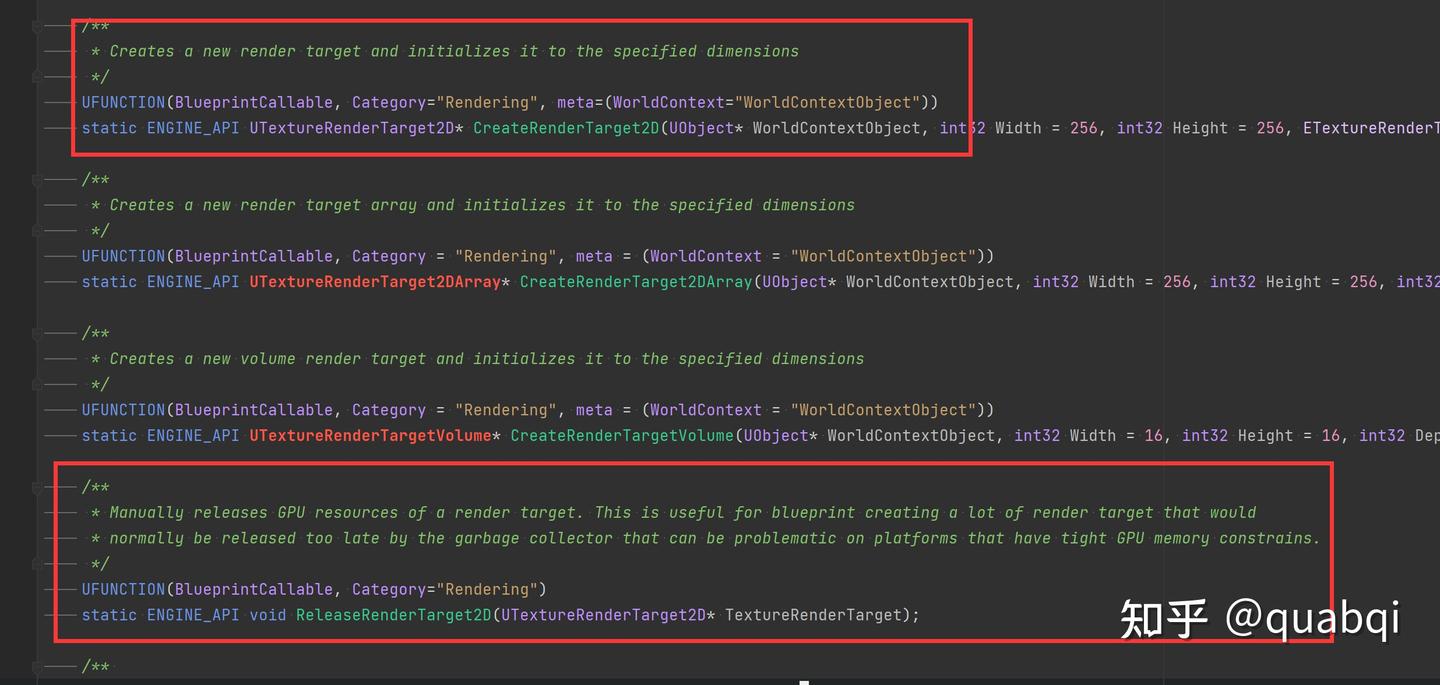 /**
* Creates a new render target and initializes it to the specified dimensions
*/
UFUNCTION(BlueprintCallable, Category="Rendering", meta=(WorldContext="WorldContextObject"))
static ENGINE_API UTextureRenderTarget2D* CreateRenderTarget2D(UObject* WorldContextObject, int32 Width = 256, int32 Height = 256, ETextureRenderT
/**
* Creates a new render target array and initializes it to the specified dimensions
*/
UFUNCTION(BlueprintCallable, Category = "Rendering", meta = (WorldContext = "WorldContextObject"))
static ENGINE_API UTextureRenderTarget2DArray* CreateRenderTarget2DArray(UObject* WorldContextObject, int32 Width = 256, int32 Height = 256, int32
/**
* Creates a new volume render target and initializes it to the specified dimensions
*/
UFUNCTION(BlueprintCallable, Category = "Rendering", meta = (WorldContext = "WorldContextObject"))
static ENGINE_API UTextureRenderTargetVolume* CreateRenderTargetVolume(UObject* WorldContextObject, int32 Width = 16, int32 Height = 16, int32 Dep
/**
* Manually releases GPU resources of a render target. This is useful for blueprint creating a lot of render target that would
* normally be released too late by the garbage collector that can be problematic on platforms that have tight GPU memory constrains.
*/
UFUNCTION(BlueprintCallable, Category="Rendering")
static ENGINE_API void ReleaseRenderTarget2D(UTextureRenderTarget2D* TextureRenderTarget);
知乎 @quabqi
/**